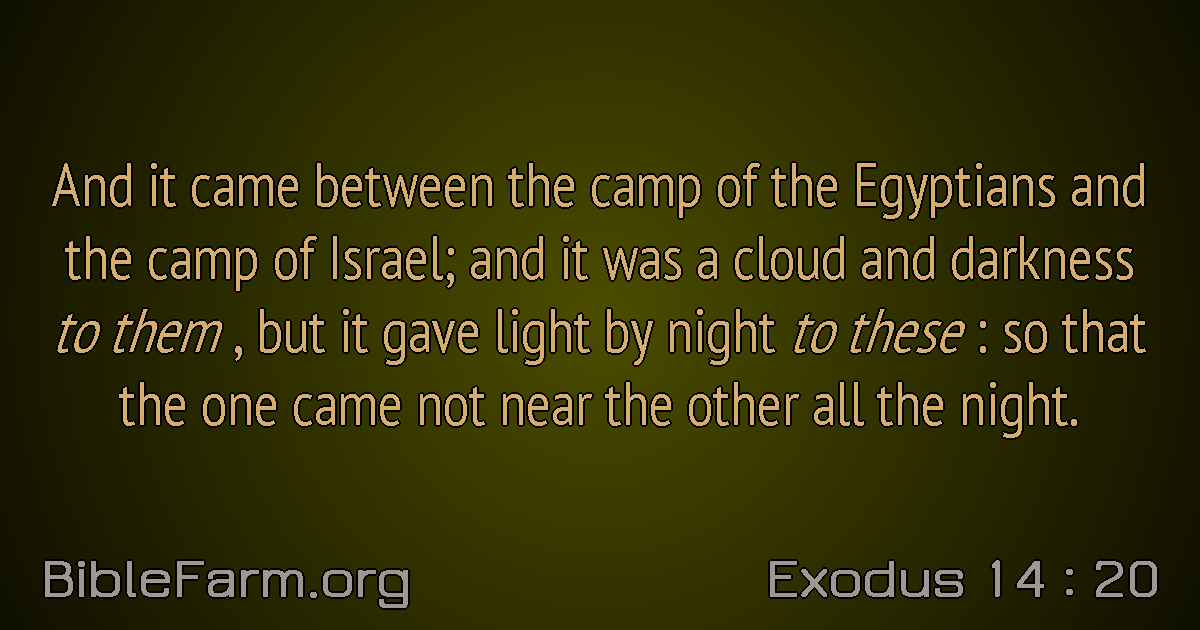 And it came between the camp of the Egyptians and
the camp of Israel; and it was a cloud and darkness
to them , but it gave light by night to these : so that
the one came not near the other all the night.
BibleFarm.org
Exodus 14 : 20